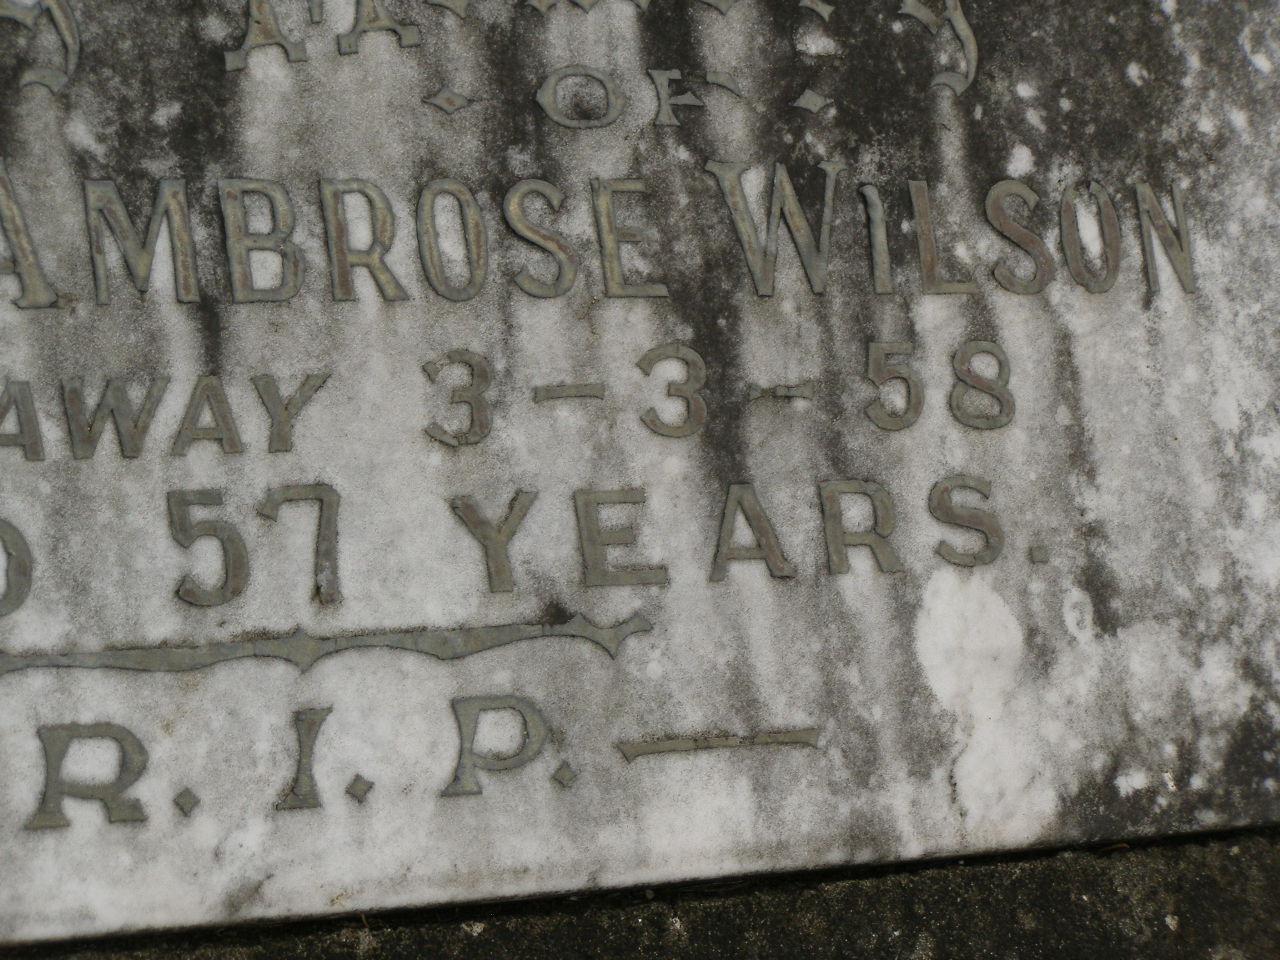 OF
AMBROSE WILSON
AWAY 3-3-58
57 YEARS.
R.I.P.